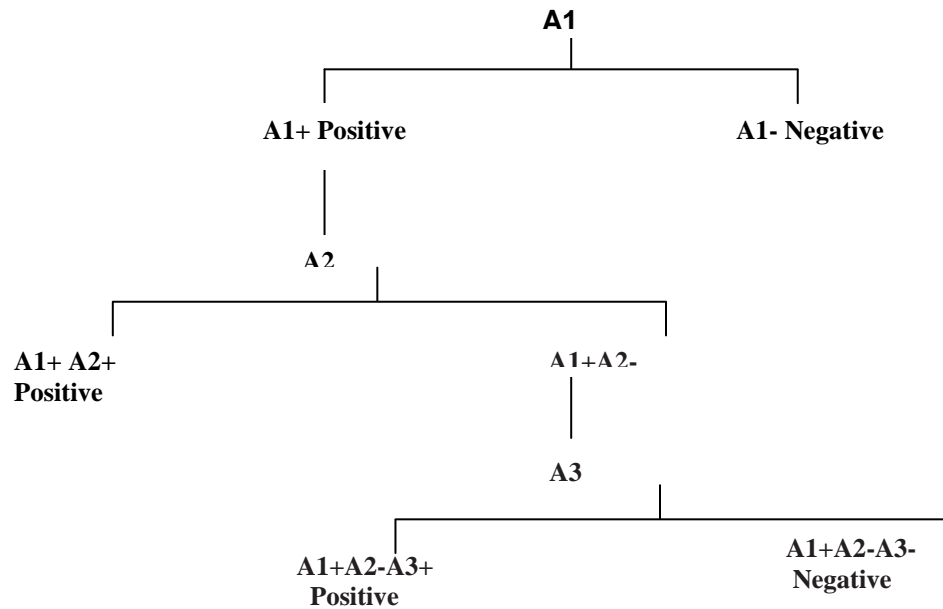 A1
A1+ Positive
A1- Negative
A2
A1+ A2+
Positive
A1+A2-
A3
A1+A2-A3+
Positive
A1+A2-A3-
Negative